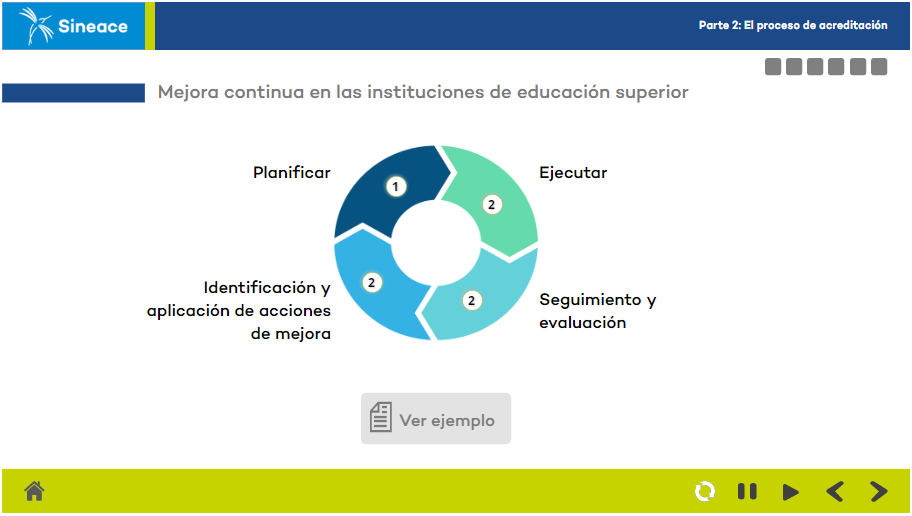 Sineace
Parte 2: El proceso de acreditación
Mejora continua en las instituciones de educación superior
Planificar
1
Ejecutar
2
Identificación y
aplicación de acciones
de mejora
2
Seguimiento y
evaluación
2
Ver ejemplo